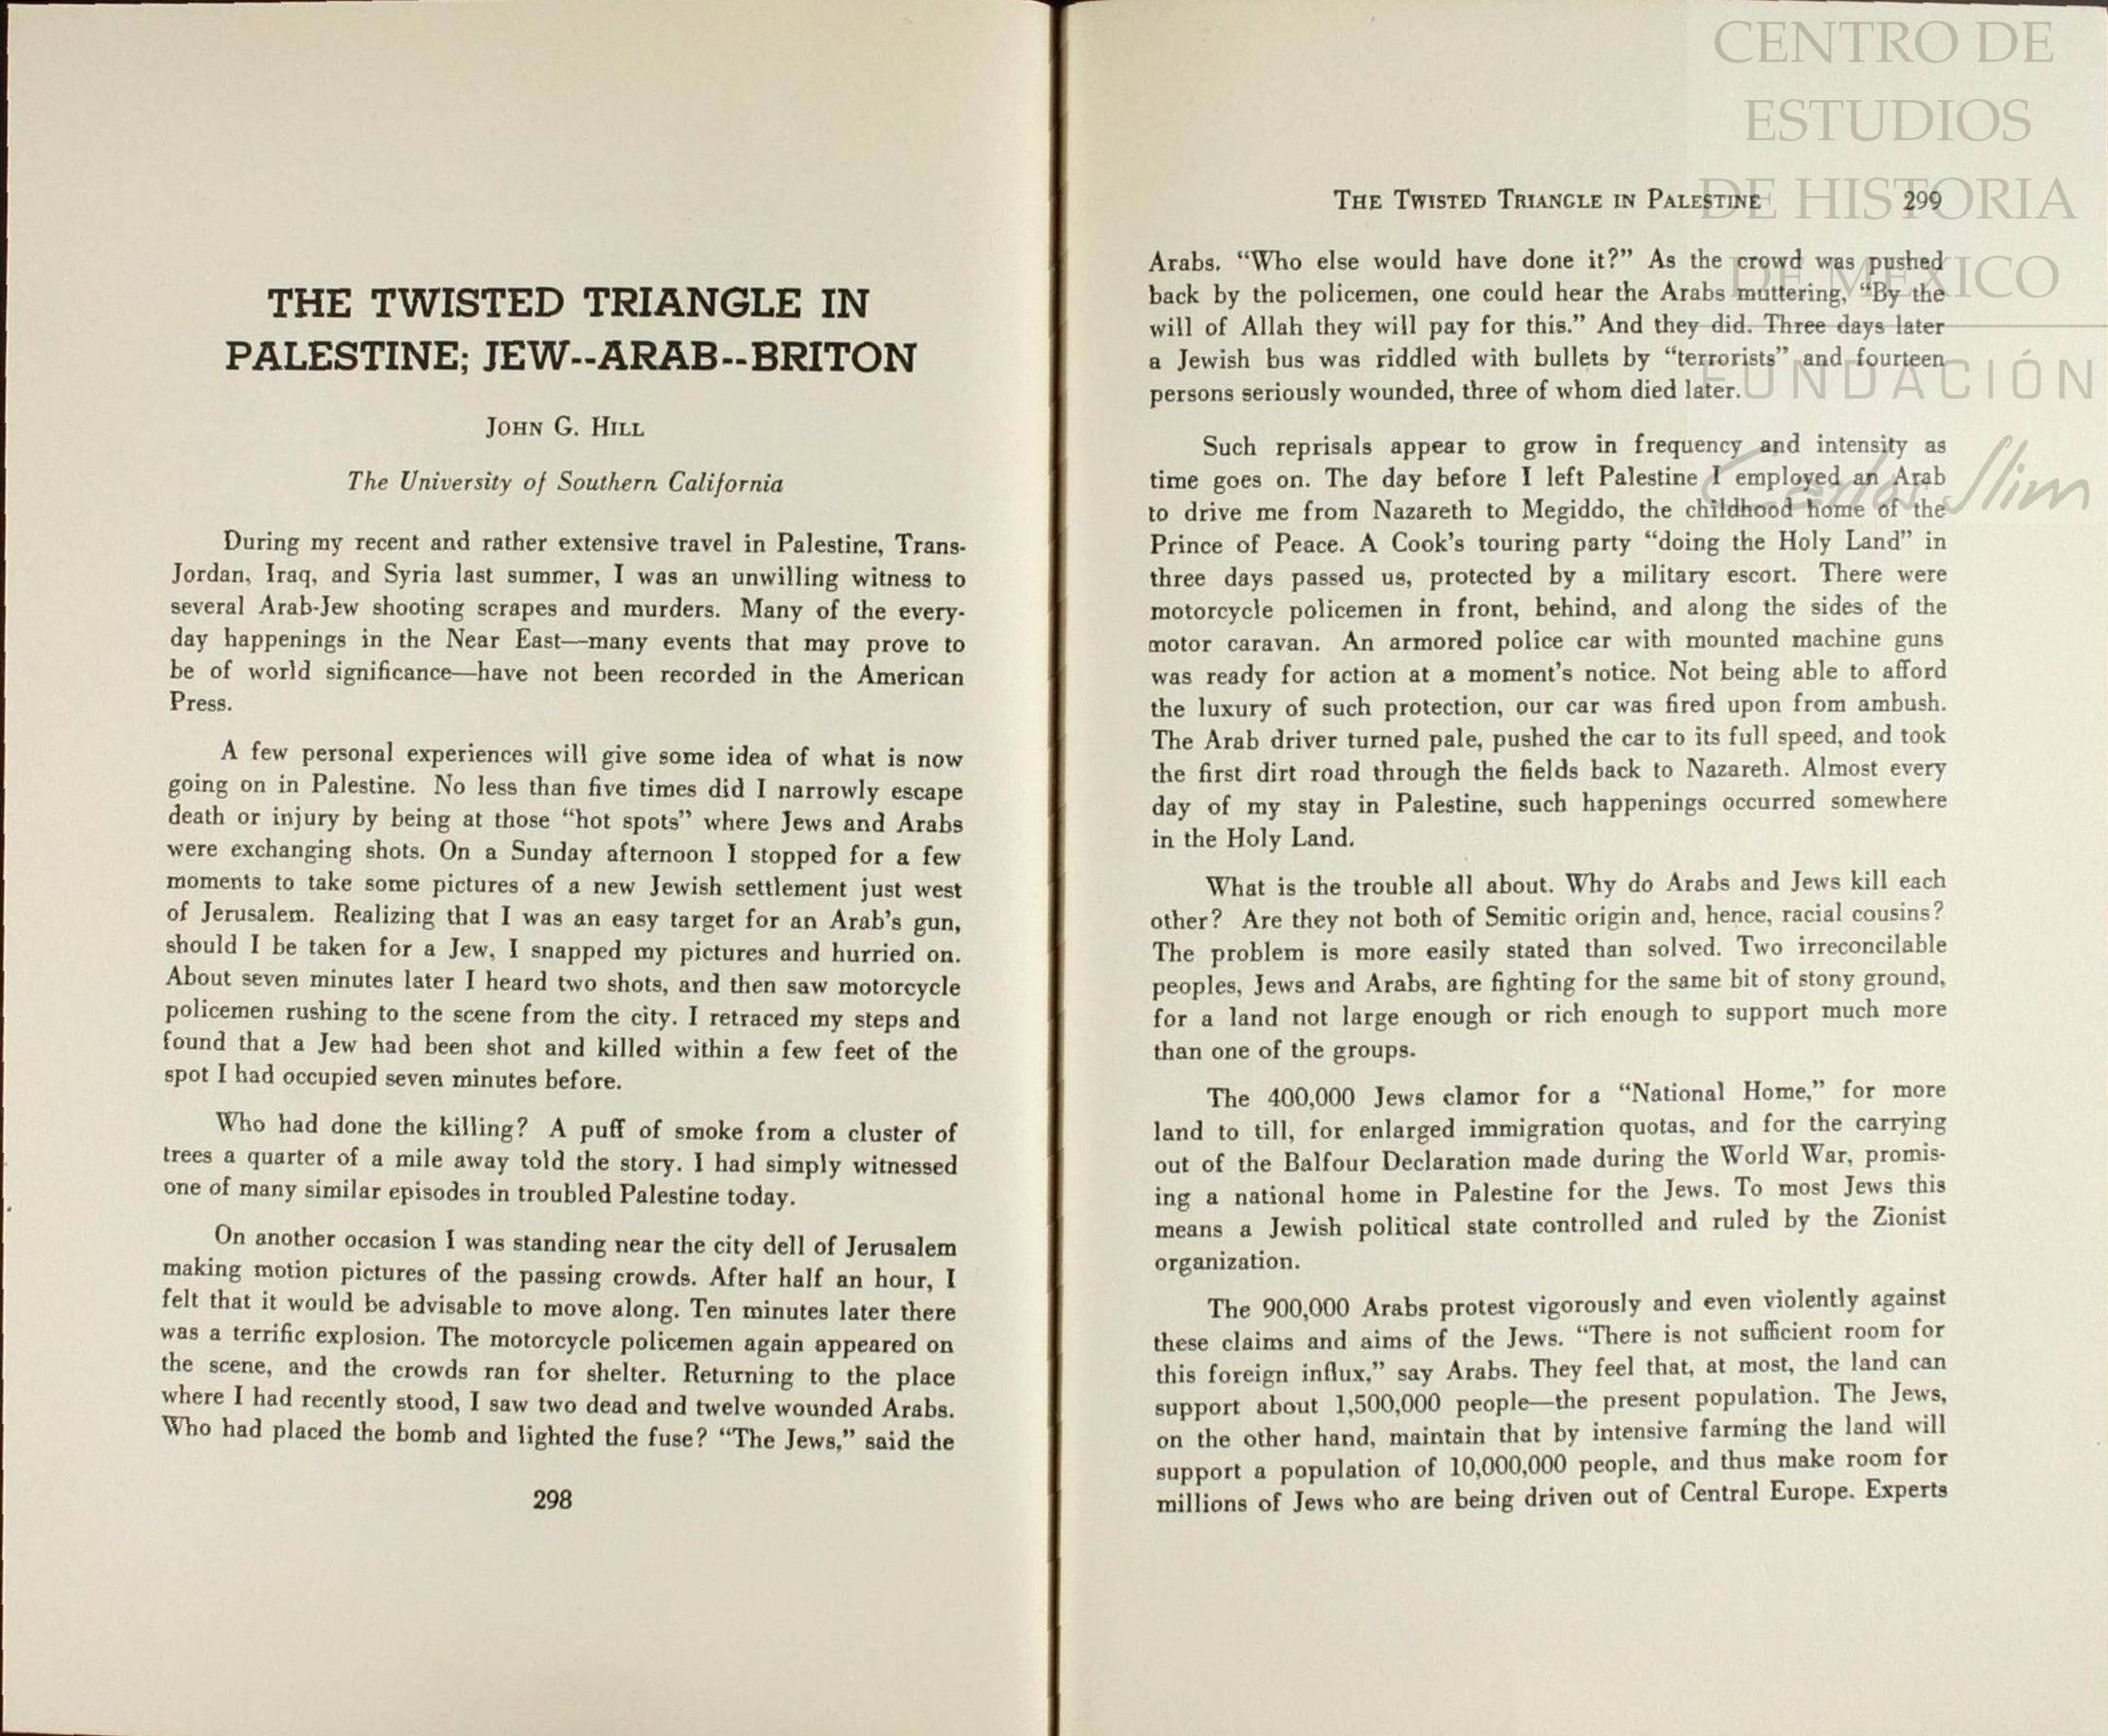 THE TWISTED TRIANGLE IN
PALESTINE; JEW--ARAB--BRITON
JOHN G. HILL
The University of Southern California
During my recent and rather extensive travel in Palestine, Trans-
Jordan, Iraq, and Syria last summer, I was an unwilling witness to
several Arab-Jew shooting scrapes and murders. Many of the every-
day happenings in the Near East—many events that may prove to
be of world significance—have not been recorded in the American
Press.
A few personal experiences will give some idea of what is now
going on in Palestine. No less than five times did I narrowly escape
death or injury by being at those “hot spots” where Jews and Arabs
were exchanging shots. On a Sunday afternoon I stopped for a few
moments to take some pictures of a new Jewish settlement just west
of Jerusalem. Realizing that I was an easy target for an Arab’s gun,
should I be taken for a Jew, I snapped my pictures and hurried on.
About seven minutes later I heard two shots, and then saw motorcycle
policemen rushing to the scene from the city. I retraced my steps and
found that a Jew had been shot and killed within a few feet of the
spot I had occupied seven minutes before.
Who had done the killing? A puff of smoke from a cluster of
trees a quarter of a mile away told the story. I had simply witnessed
one of many similar episodes in troubled Palestine today.
On another occasion I was standing near the city dell of Jerusalem
making motion pictures of the passing crowds. After half an hour, I
felt that it would be advisable to move along. Ten minutes later there
was a terrific explosion. The motorcycle policemen again appeared on
the scene, and the crowds ran for shelter. Returning to the place
where I had recently stood, I saw two dead and twelve wounded Arabs.
Who had placed the bomb and lighted the fuse? “The Jews,” said the
298
THE TWISTED TRIANGLE IN PALESTINE 299
Arabs. “Who else would have done it?” As the crowd was pushed
back by the policemen, one could hear the Arabs muttering, “By the
will of Allah they will pay for this.” And they did. Three days later
a Jewish bus was riddled with bullets by “terrorists” and fourteen
persons seriously wounded, three of whom died later.
Such reprisals appear to grow in frequency and intensity as
time goes on. The day before I left Palestine I employed an Arab
to drive me from Nazareth to Megiddo, the childhood home of the
Prince of Peace. A Cook’s touring party “doing the Holy Land” in
three days passed us, protected by a military escort. There were
motorcycle policemen in front, behind, and along the sides of the
motor caravan. An armored police car with mounted machine guns
was ready for action at a moment’s notice. Not being able to afford
the luxury of such protection, our car was fired upon from ambush.
The Arab driver turned pale, pushed the car to its full speed, and took
the first dirt road through the fields back to Nazareth. Almost every
day of my stay in Palestine, such happenings occurred somewhere
in the Holy Land.
What is the trouble all about. Why do Arabs and Jews kill each
other? Are they not both of Semitic origin and, hence, racial cousins?
The problem is more easily stated than solved. Two irreconcilable
peoples, Jews and Arabs, are fighting for the same bit of stony ground,
for a land not large enough or rich enough to support much more
than one of the groups.
The 400,000 Jews clamor for a “National Home,” for more
land to till, for enlarged immigration quotas, and for the carrying
out of the Balfour Declaration made during the World War, promis-
ing a national home in Palestine for the Jews. To most Jews this
means a Jewish political state controlled and ruled by the Zionist
organization.
The 900,000 Arabs protest vigorously and even violently against
these claims and aims of the Jews. “There is not sufficient room for
this foreign influx,” say Arabs. They feel that, at most, the land can
support about 1,500,000 people—the present population. The Jews,
on the other hand, maintain that by intensive farming the land will
support a population of 10,000,000 people, and thus make room for
millions of Jews who are being driven out of Central Europe. Experts
CENTRO DE
ESTUDIOS
DE HISTORIA
DE MÉXICO
FUNDACIÓN
Carlos Slim